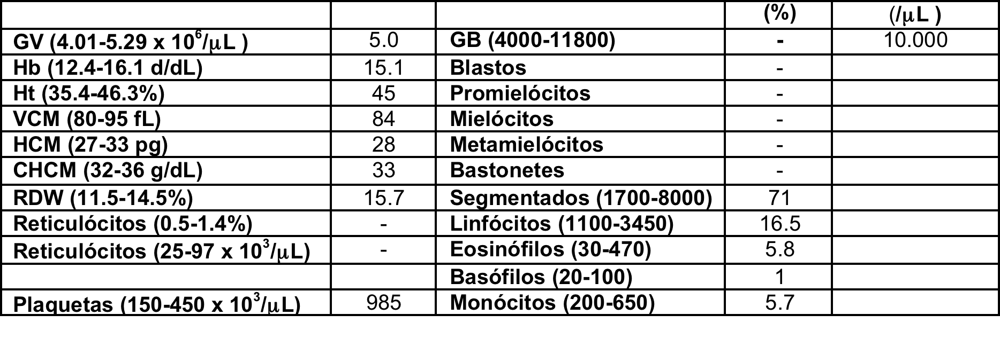 (%) (/μL )
GV (4.01-5.29 x 10⁶/μL ) 5.0 GB (4000-11800) - 10.000
Hb (12.4-16.1 d/dL) 15.1 Blastos -
Ht (35.4-46.3%) 45 Promielócitos -
VCM (80-95 fL) 84 Mielócitos -
HCM (27-33 pg) 28 Metamielócitos -
CHCM (32-36 g/dL) 33 Bastonetes -
RDW (11.5-14.5%) 15.7 Segmentados (1700-8000) 71
Reticulócitos (0.5-1.4%) - Linfócitos (1100-3450) 16.5
Reticulócitos (25-97 x 10³/μL) - Eosinófilos (30-470) 5.8
Basófilos (20-100) 1
Plaquetas (150-450 x 10³/μL) 985 Monócitos (200-650) 5.7